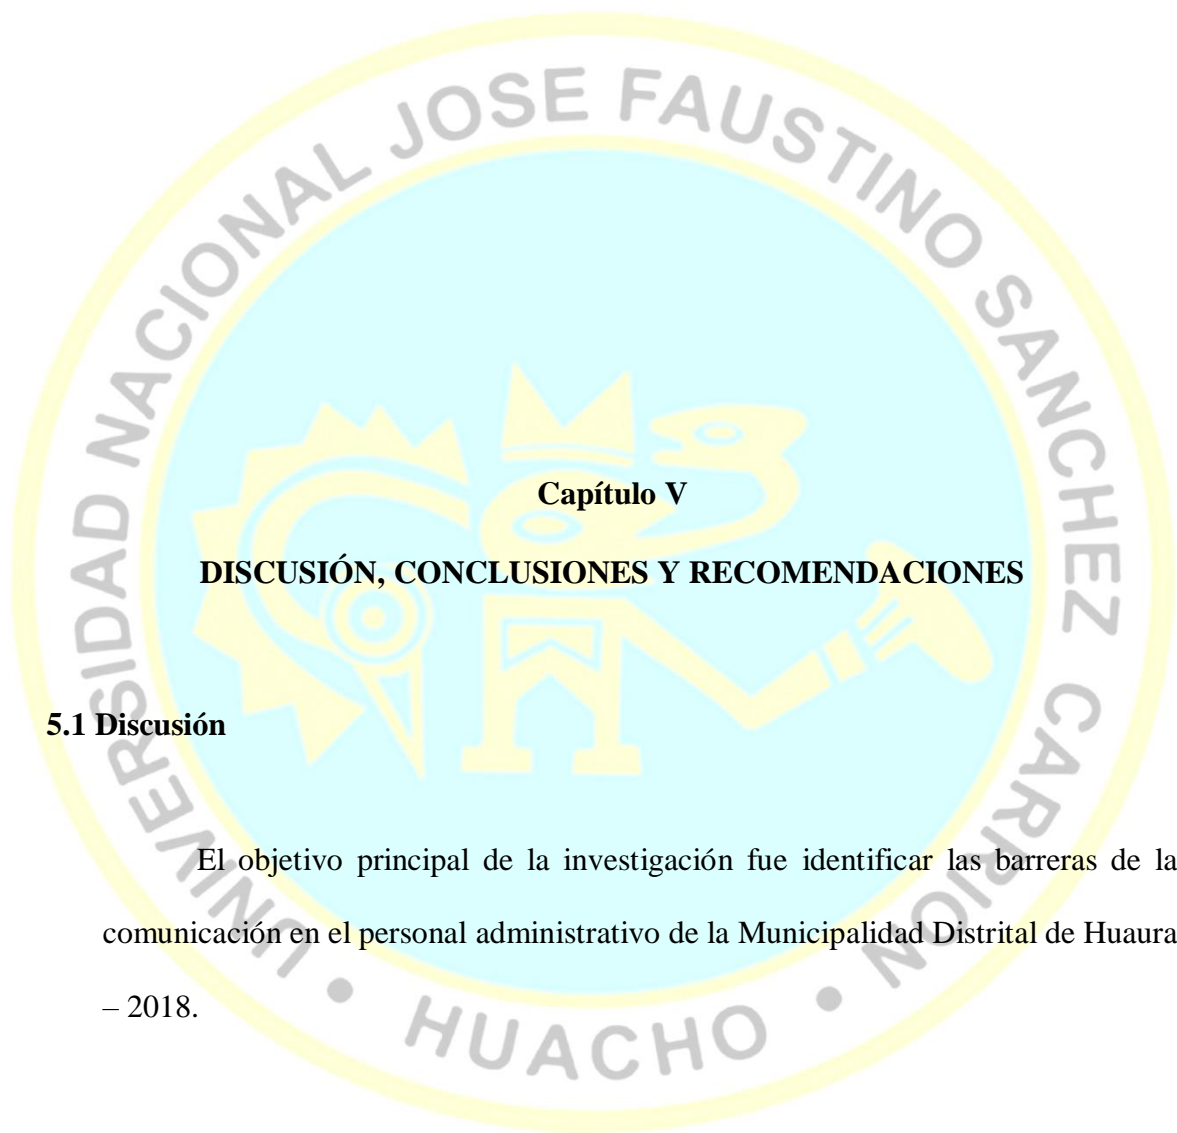 UNIVERSIDAD NACIONAL JOSE FAUSTINO SANCHEZ CARRION
• HUACHO •
Capítulo V
DISCUSIÓN, CONCLUSIONES Y RECOMENDACIONES
5.1 Discusión
El objetivo principal de la investigación fue identificar las barreras de la
comunicación en el personal administrativo de la Municipalidad Distrital de Huaura
– 2018.